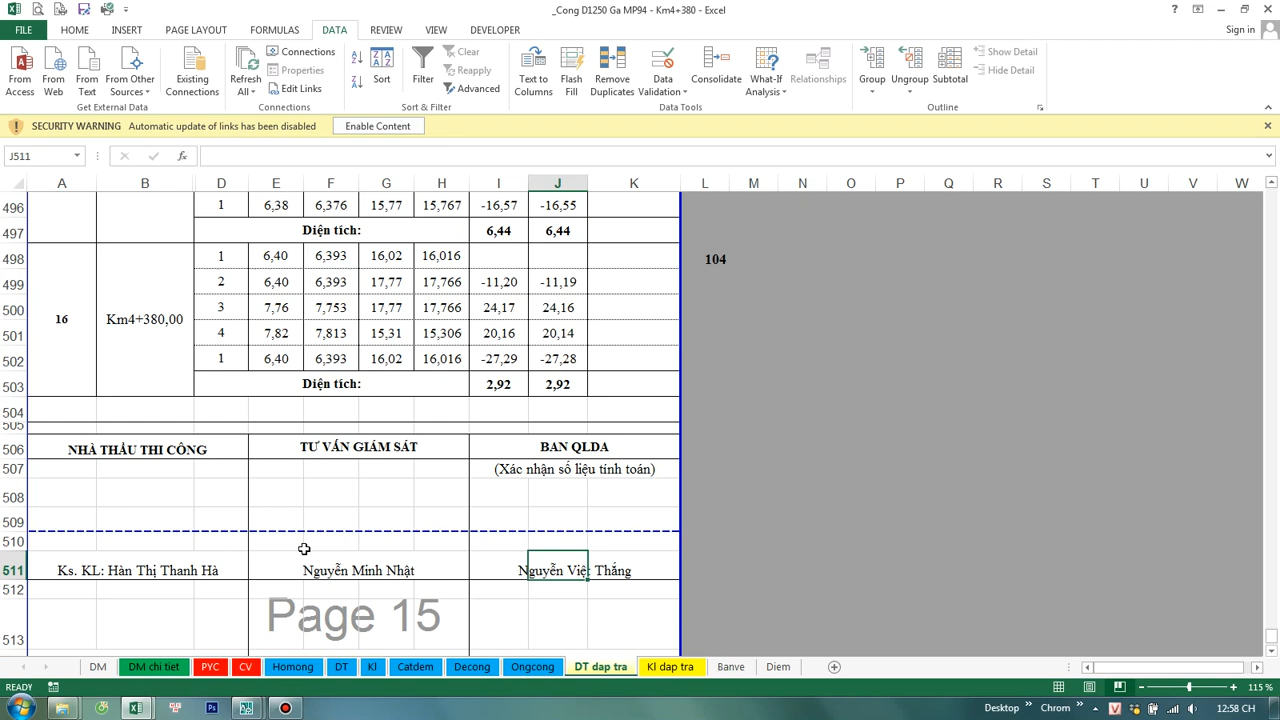 _Cong D1250 Ga MP94 - Km4+380 - Excel
FILE HOME INSERT PAGE LAYOUT FORMULAS DATA REVIEW VIEW DEVELOPER Sign in
From Access From Web From Text From Other Sources Existing Connections Refresh All Connections Properties Edit Links Sort Filter Clear Reapply Advanced Text to Columns Flash Fill Remove Duplicates Data Validation Consolidate What-If Analysis Relationships Group Ungroup Subtotal Show Detail Hide Detail
Get External Data Connections Sort & Filter Data Tools Outline
SECURITY WARNING Automatic update of links has been disabled Enable Content
J511
A B D E F G H I J K L M N O P Q R S T U V W
496 1 6,38 6,376 15,77 15,767 -16,57 -16,55
497 Diện tích: 6,44 6,44
498 1 6,40 6,393 16,02 16,016 104
499 2 6,40 6,393 17,77 17,766 -11,20 -11,19
500 3 7,76 7,753 17,77 17,766 24,17 24,16
16 Km4+380,00
501 4 7,82 7,813 15,31 15,306 20,16 20,14
502 1 6,40 6,393 16,02 16,016 -27,29 -27,28
503 Diện tích: 2,92 2,92
504
505
506 NHÀ THẦU THI CÔNG TƯ VẤN GIÁM SÁT BAN QLDA
507 (Xác nhận số liệu tính toán)
508
509
510
511 Ks. KL: Hàn Thị Thanh Hà Nguyễn Minh Nhật Nguyễn Việt Thắng
512
Page 15
513
DM DM chi tiet PYC CV Homong DT Kl Catdem Decong Ongcong DT dap tra Kl dap tra Banve Diem
READY 115 %
Desktop Chrom 12:58 CH